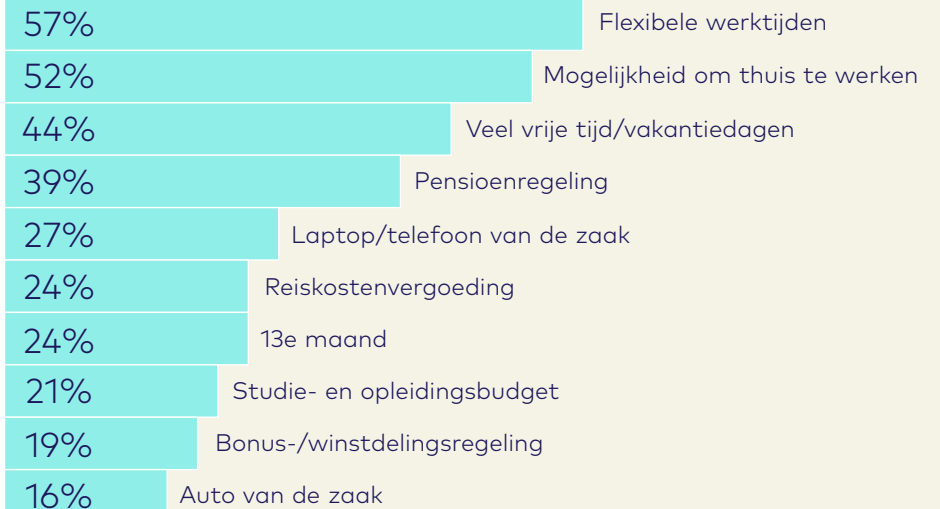 57% Flexibele werktijden
52% Mogelijkheid om thuis te werken
44% Veel vrije tijd/vakantiedagen
39% Pensioenregeling
27% Laptop/telefoon van de zaak
24% Reiskostenvergoeding
24% 13e maand
21% Studie- en opleidingsbudget
19% Bonus-/winstdelingsregeling
16% Auto van de zaak